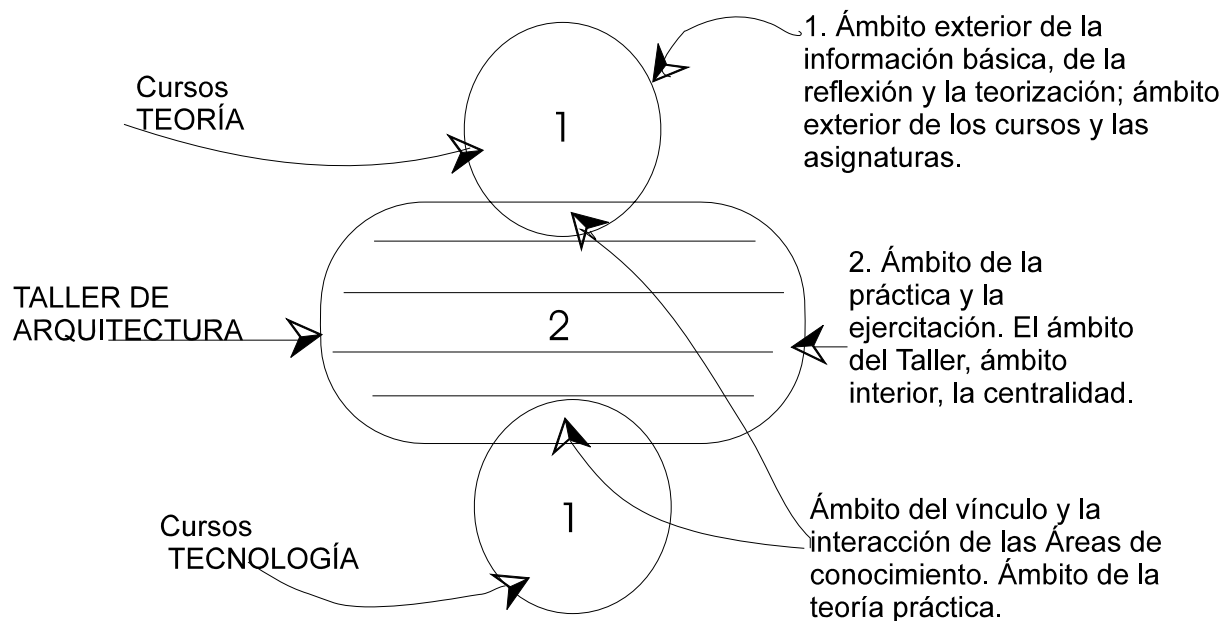 1. Ámbito exterior de la
información básica, de la
reflexión y la teorización; ámbito
exterior de los cursos y las
asignaturas.
Cursos
TEORÍA
1
TALLER DE
ARQUITECTURA
2
2. Ámbito de la
práctica y la
ejercitación. El ámbito
del Taller, ámbito
interior, la centralidad.
Cursos
TECNOLOGÍA
1
Ámbito del vínculo y la
interacción de las Áreas de
conocimiento. Ámbito de la
teoría práctica.